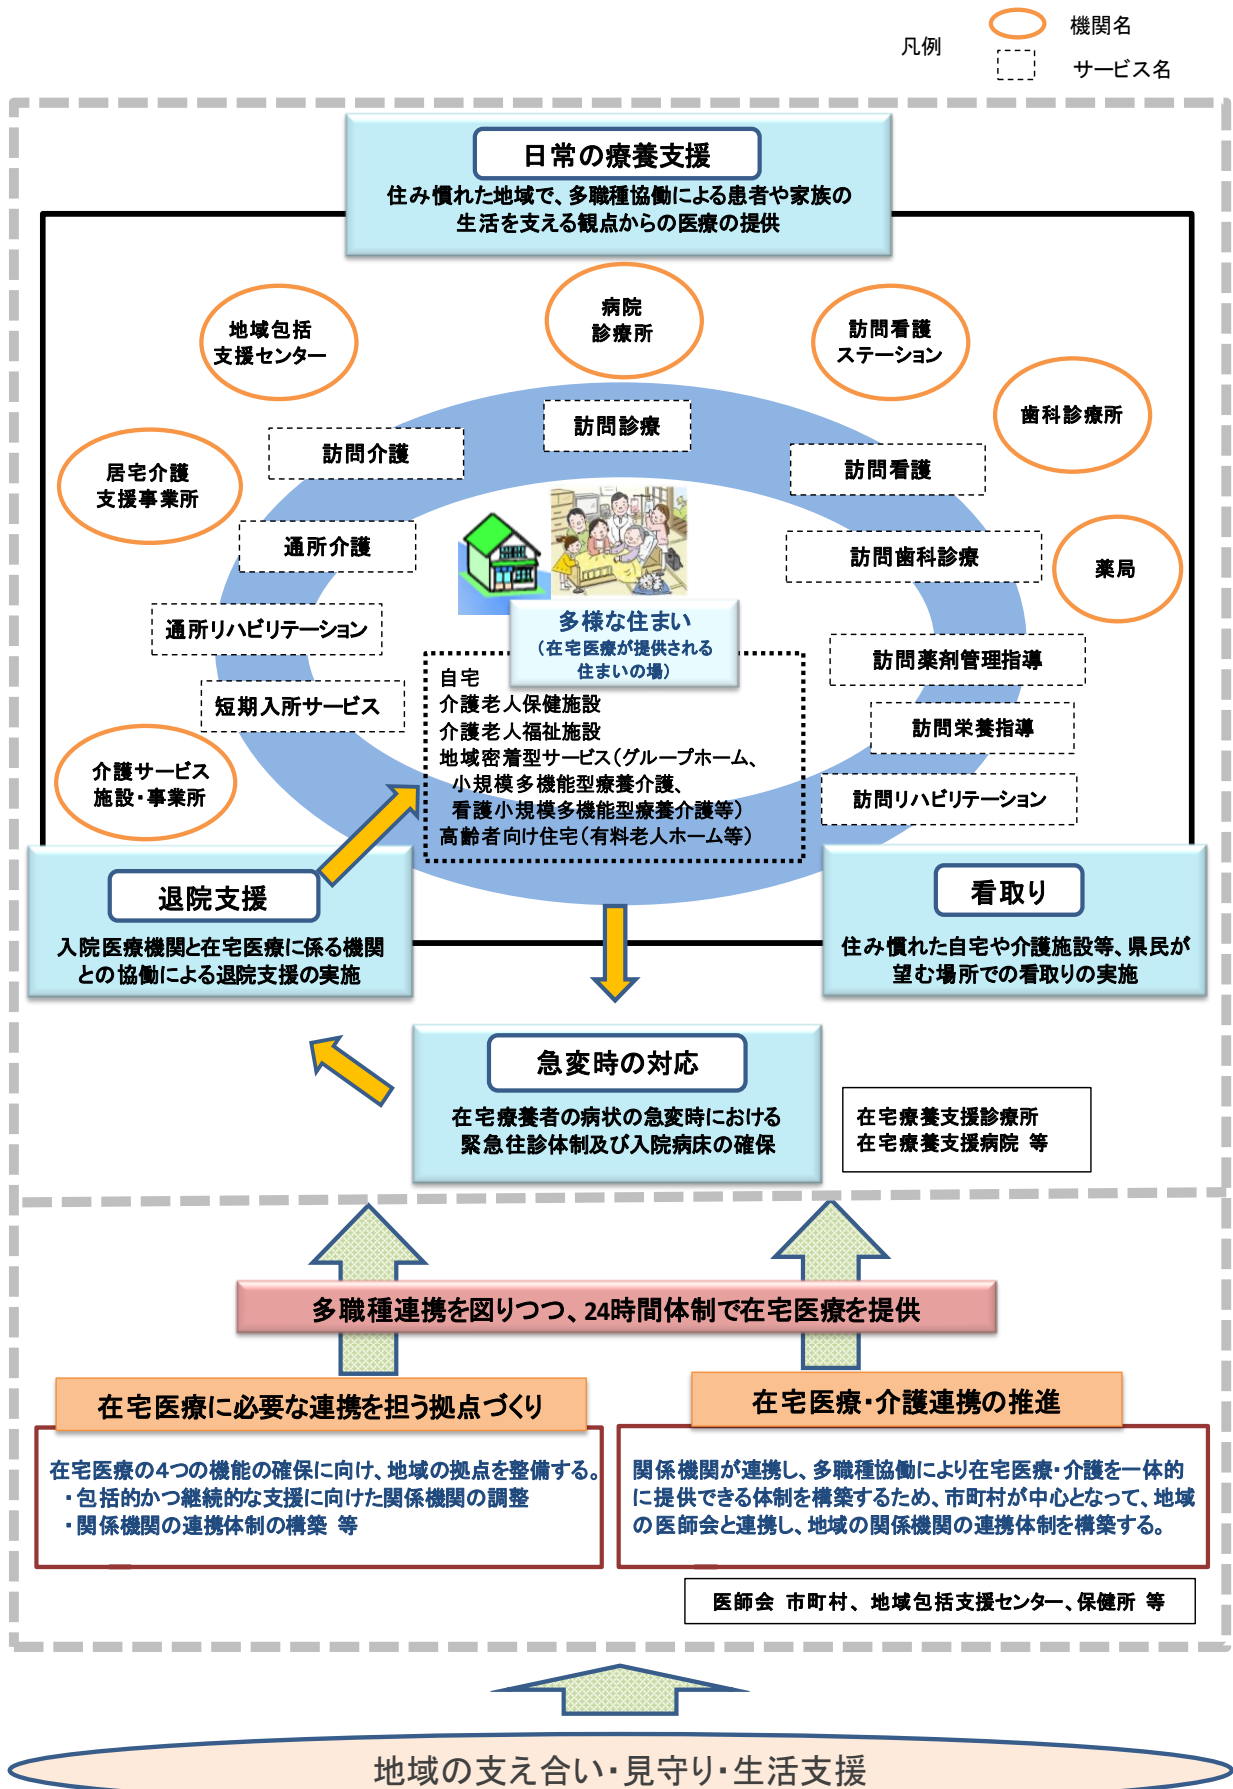 凡例
機関名
サービス名
日常の療養支援
住み慣れた地域で、多職種協働による患者や家族の
生活を支える観点からの医療の提供
病院
診療所
地域包括
支援センター
訪問看護
ステーション
歯科診療所
居宅介護
支援事業所
薬局
介護サービス
施設・事業所
訪問診療
訪問介護
訪問看護
通所介護
訪問歯科診療
通所リハビリテーション
訪問薬剤管理指導
短期入所サービス
訪問栄養指導
訪問リハビリテーション
多様な住まい
（在宅医療が提供される
住まいの場）
自宅
介護老人保健施設
介護老人福祉施設
地域密着型サービス（グループホーム、
小規模多機能型療養介護、
看護小規模多機能型療養介護等）
高齢者向け住宅（有料老人ホーム等）
退院支援
入院医療機関と在宅医療に係る機関
との協働による退院支援の実施
看取り
住み慣れた自宅や介護施設等、県民が
望む場所での看取りの実施
急変時の対応
在宅療養者の病状の急変時における
緊急往診体制及び入院病床の確保
在宅療養支援診療所
在宅療養支援病院 等
多職種連携を図りつつ、24時間体制で在宅医療を提供
在宅医療に必要な連携を担う拠点づくり
在宅医療の4つの機能の確保に向け、地域の拠点を整備する。
・包括的かつ継続的な支援に向けた関係機関の調整
・関係機関の連携体制の構築 等
在宅医療・介護連携の推進
関係機関が連携し、多職種協働により在宅医療・介護を一体的
に提供できる体制を構築するため、市町村が中心となって、地域
の医師会と連携し、地域の関係機関の連携体制を構築する。
医師会 市町村、地域包括支援センター、保健所 等
地域の支え合い・見守り・生活支援